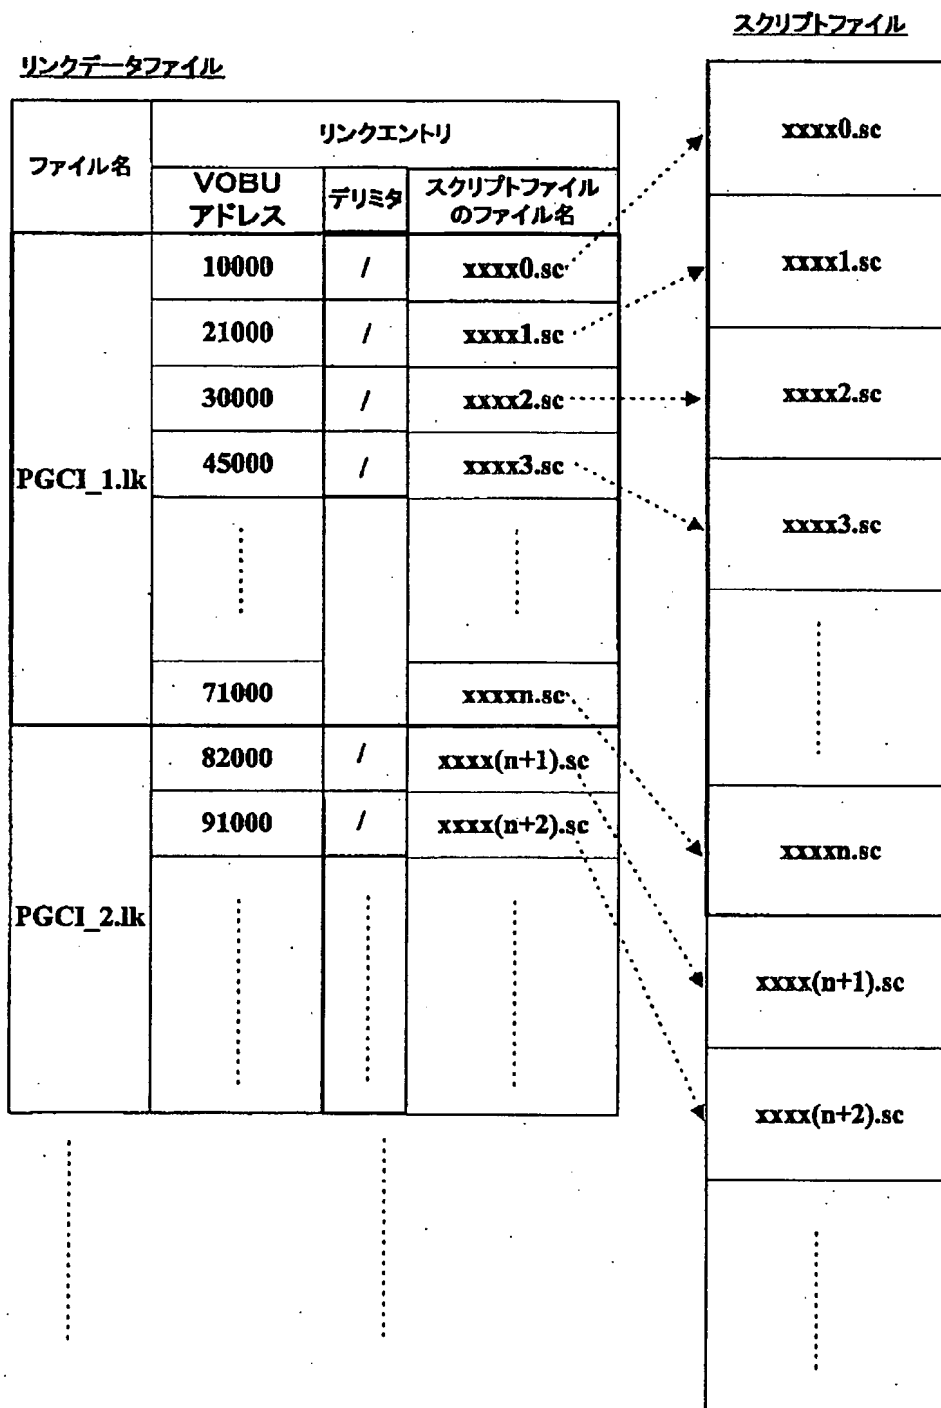 スクリプトファイル
リンクデータファイル
ファイル名
リンクエントリ
VOBU
アドレス
デリミタ
スクリプトファイル
のファイル名
PGCI_1.lk
10000 / xxxx0.sc
21000 / xxxx1.sc
30000 / xxxx2.sc
45000 / xxxx3.sc
71000 xxxxn.sc
PGCI_2.lk
82000 / xxxx(n+1).sc
91000 / xxxx(n+2).sc
xxxx0.sc
xxxx1.sc
xxxx2.sc
xxxx3.sc
xxxxn.sc
xxxx(n+1).sc
xxxx(n+2).sc